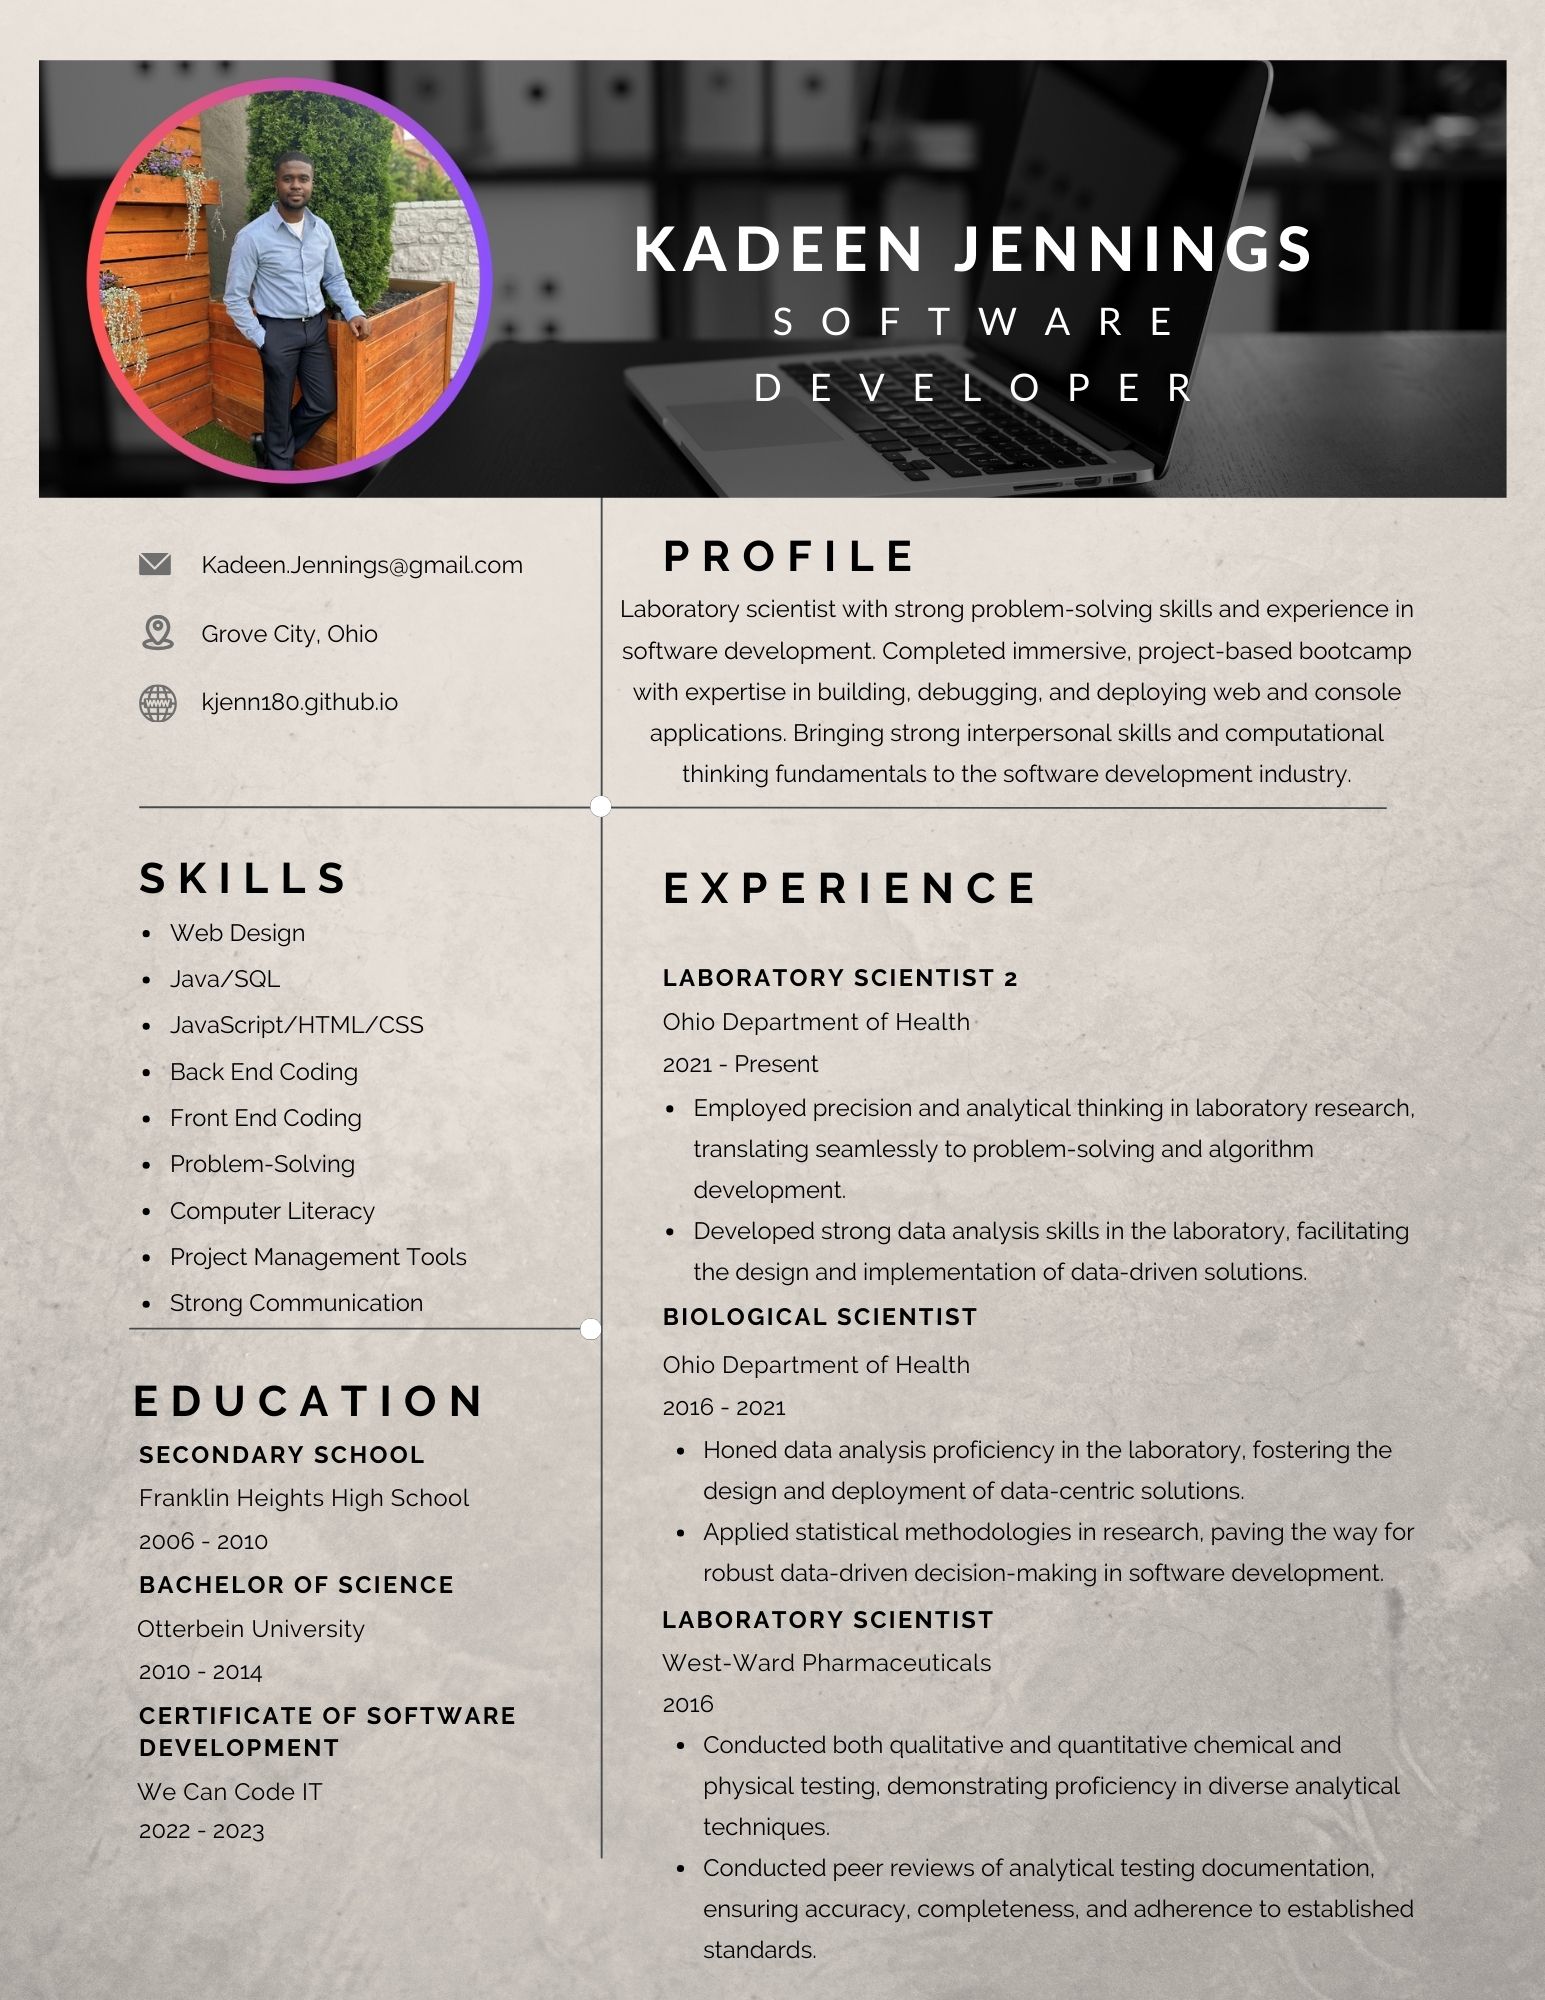 KADEEN JENNINGS
SOFTWARE
DEVELOPER
Kadeen.Jennings@gmail.com
Grove City, Ohio
kjenn180.github.io
PROFILE
Laboratory scientist with strong problem-solving skills and experience in
software development. Completed immersive, project-based bootcamp
with expertise in building, debugging, and deploying web and console
applications. Bringing strong interpersonal skills and computational
thinking fundamentals to the software development industry.
SKILLS
• Web Design
• Java/SQL
• JavaScript/HTML/CSS
• Back End Coding
• Front End Coding
• Problem-Solving
• Computer Literacy
• Project Management Tools
• Strong Communication
EDUCATION
SECONDARY SCHOOL
Franklin Heights High School
2006 - 2010
BACHELOR OF SCIENCE
Otterbein University
2010 - 2014
CERTIFICATE OF SOFTWARE
DEVELOPMENT
We Can Code IT
2022 - 2023
EXPERIENCE
LABORATORY SCIENTIST 2
Ohio Department of Health
2021 - Present
• Employed precision and analytical thinking in laboratory research,
translating seamlessly to problem-solving and algorithm
development.
• Developed strong data analysis skills in the laboratory, facilitating
the design and implementation of data-driven solutions.
BIOLOGICAL SCIENTIST
Ohio Department of Health
2016 - 2021
• Honed data analysis proficiency in the laboratory, fostering the
design and deployment of data-centric solutions.
• Applied statistical methodologies in research, paving the way for
robust data-driven decision-making in software development.
LABORATORY SCIENTIST
West-Ward Pharmaceuticals
2016
• Conducted both qualitative and quantitative chemical and
physical testing, demonstrating proficiency in diverse analytical
techniques.
• Conducted peer reviews of analytical testing documentation,
ensuring accuracy, completeness, and adherence to established
standards.